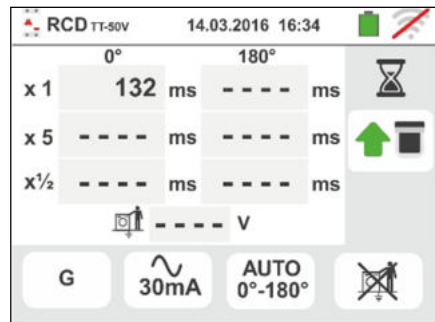 RCD TT-50V 14.03.2016 16:34
0° 180°
x 1 132 ms - - - - ms
x 5 - - - - ms - - - - ms
x½ - - - - ms - - - - ms
- - - - V
G 30mA AUTO
0°-180°